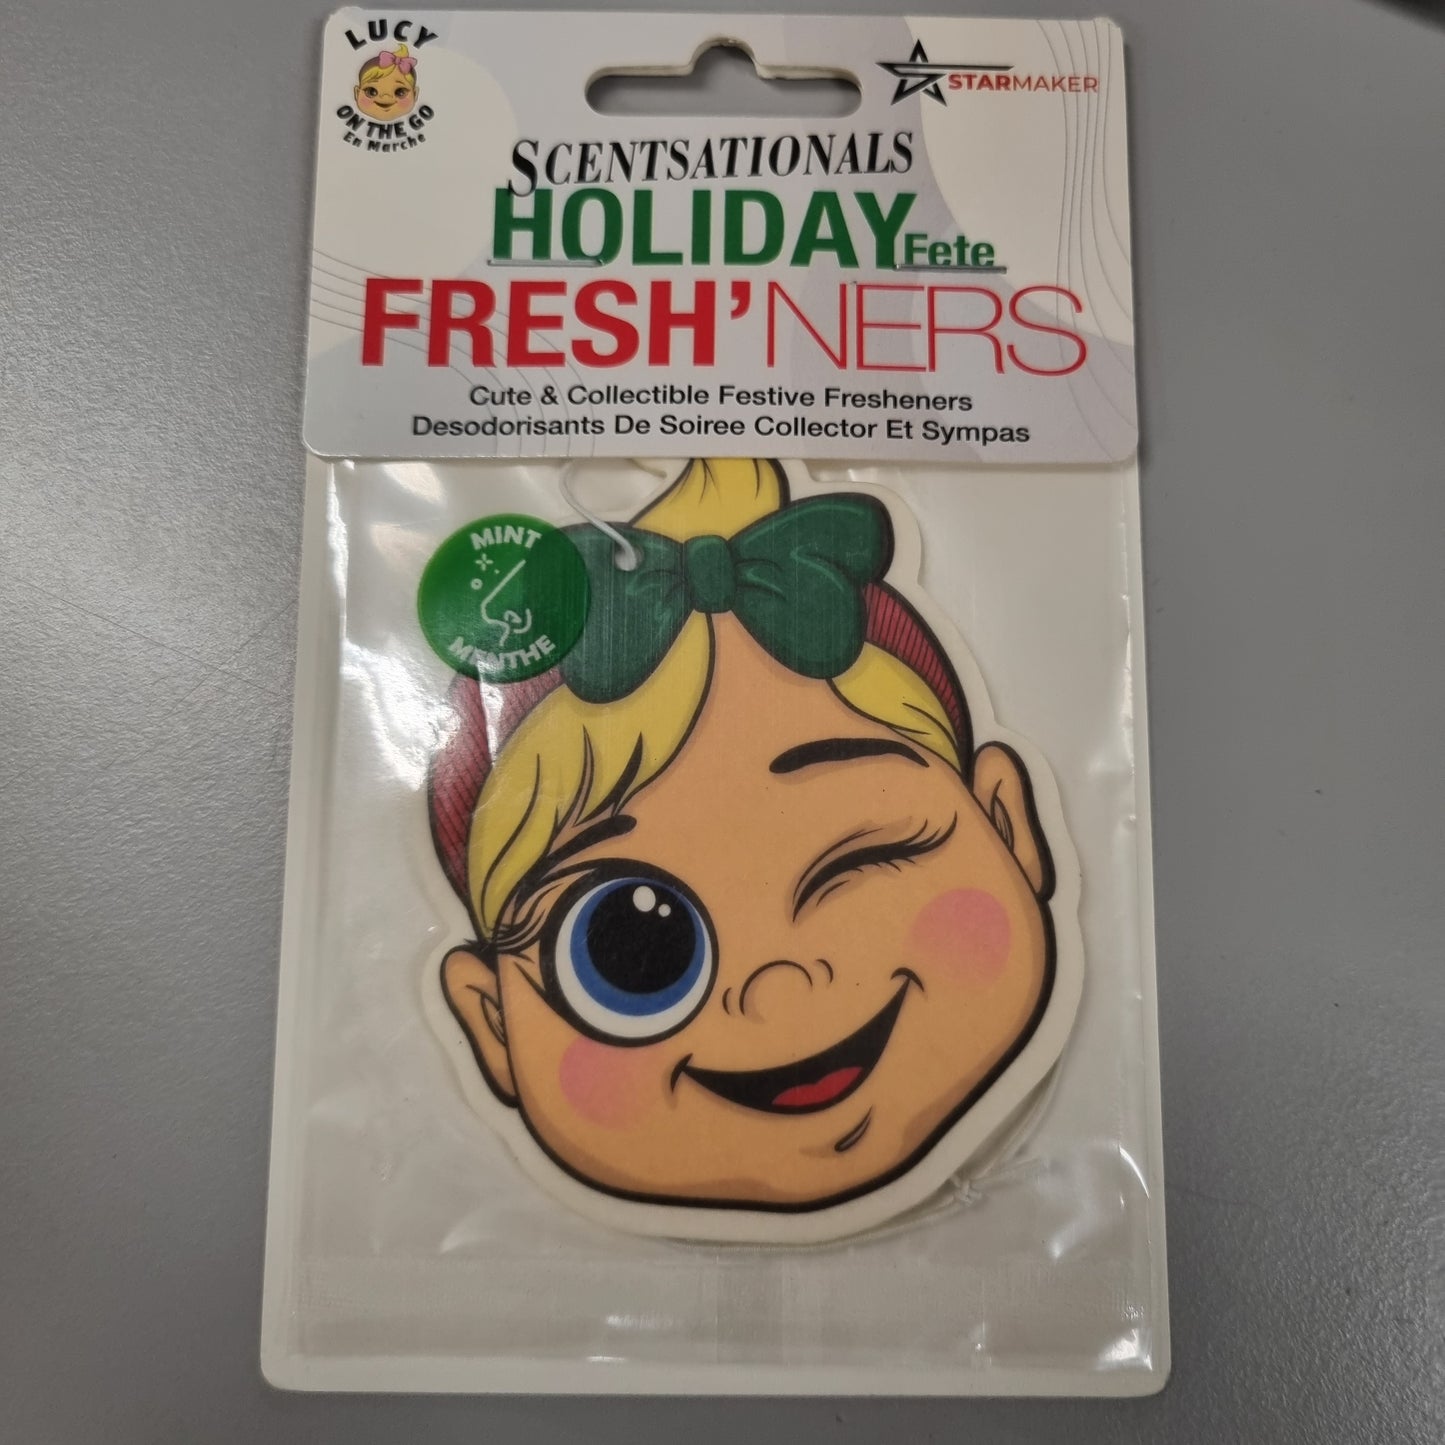 LUCY
ON THE GO
En Marche
STARMAKER
SCENTSATIONALS
HOLIDAY Fete
FRESH'NERS
Cute & Collectible Festive Fresheners
Desodorisants De Soiree Collector Et Sympas
MINT
MENTHE